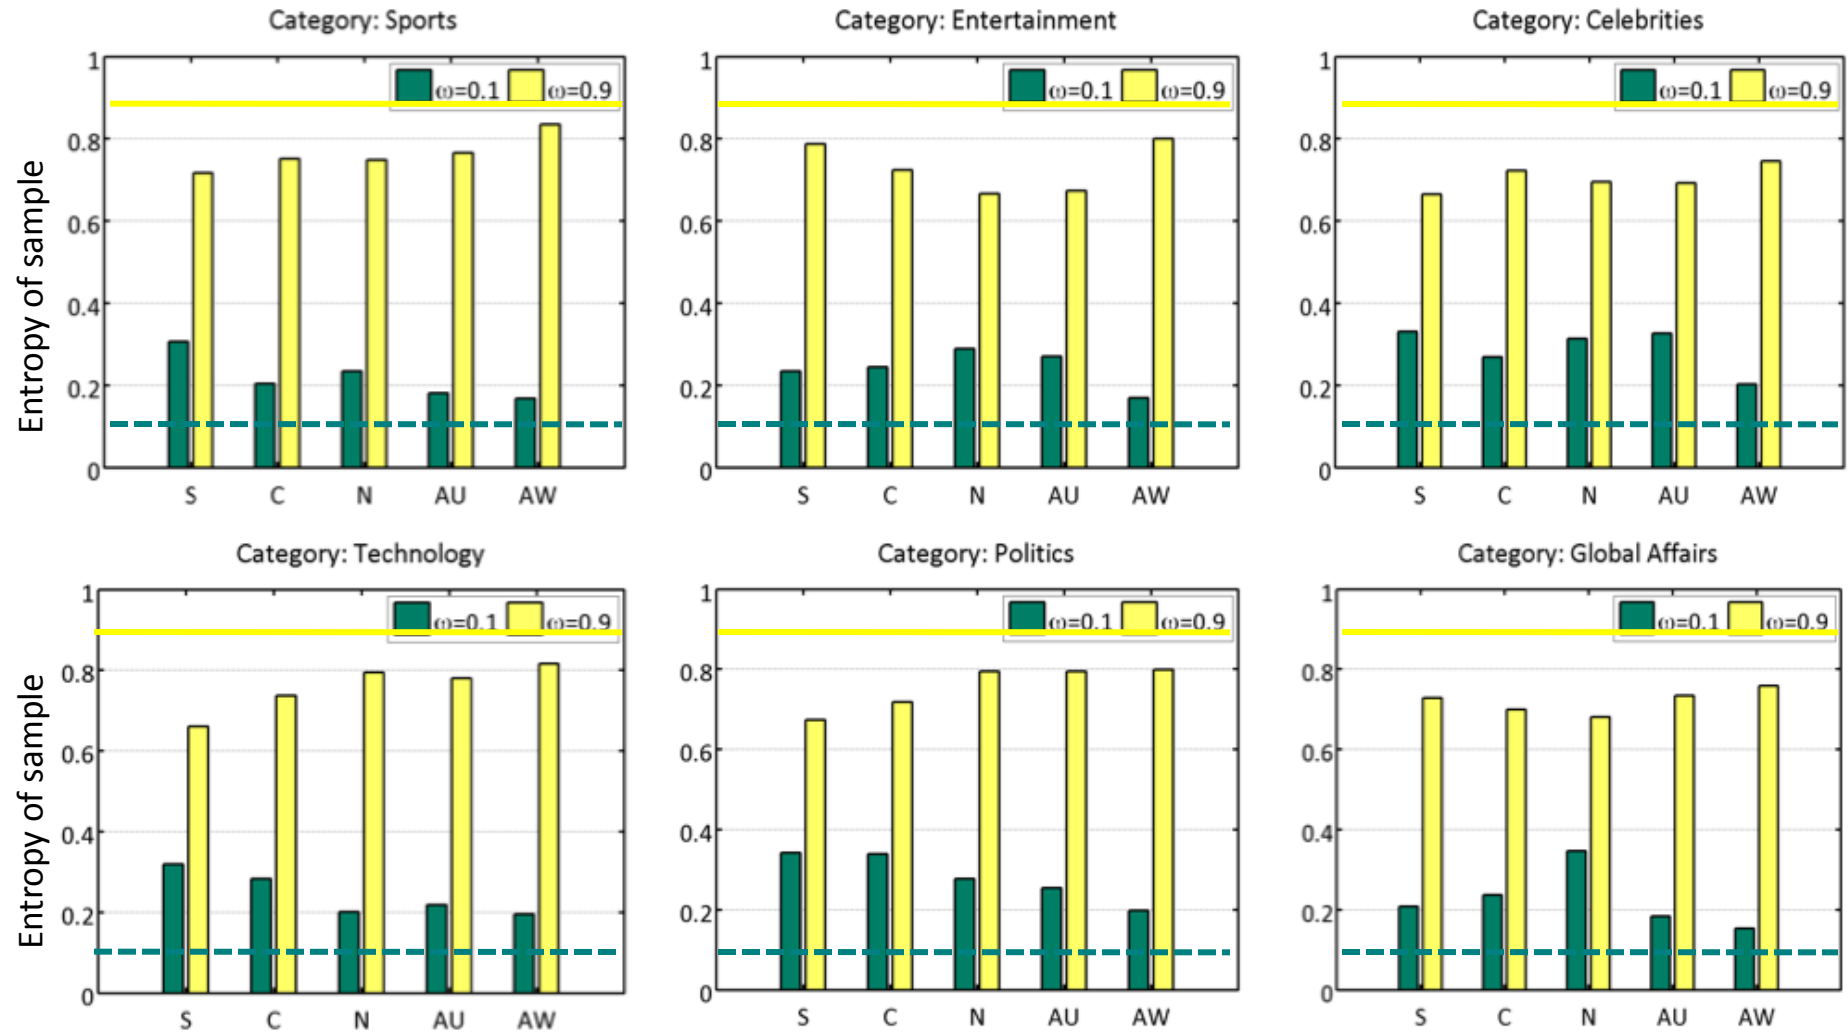 Category: Sports
Entropy of sample
1
0.8
0.6
0.4
0.2
0
ω=0.1 ω=0.9
S C N AU AW
Category: Entertainment
1
0.8
0.6
0.4
0.2
0
ω=0.1 ω=0.9
S C N AU AW
Category: Celebrities
1
0.8
0.6
0.4
0.2
0
ω=0.1 ω=0.9
S C N AU AW
Category: Technology
Entropy of sample
1
0.8
0.6
0.4
0.2
0
ω=0.1 ω=0.9
S C N AU AW
Category: Politics
1
0.8
0.6
0.4
0.2
0
ω=0.1 ω=0.9
S C N AU AW
Category: Global Affairs
1
0.8
0.6
0.4
0.2
0
ω=0.1 ω=0.9
S C N AU AW